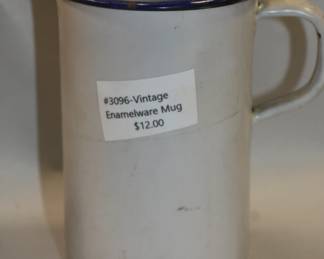 #3096-Vintage
Enamelware Mug
$12.00